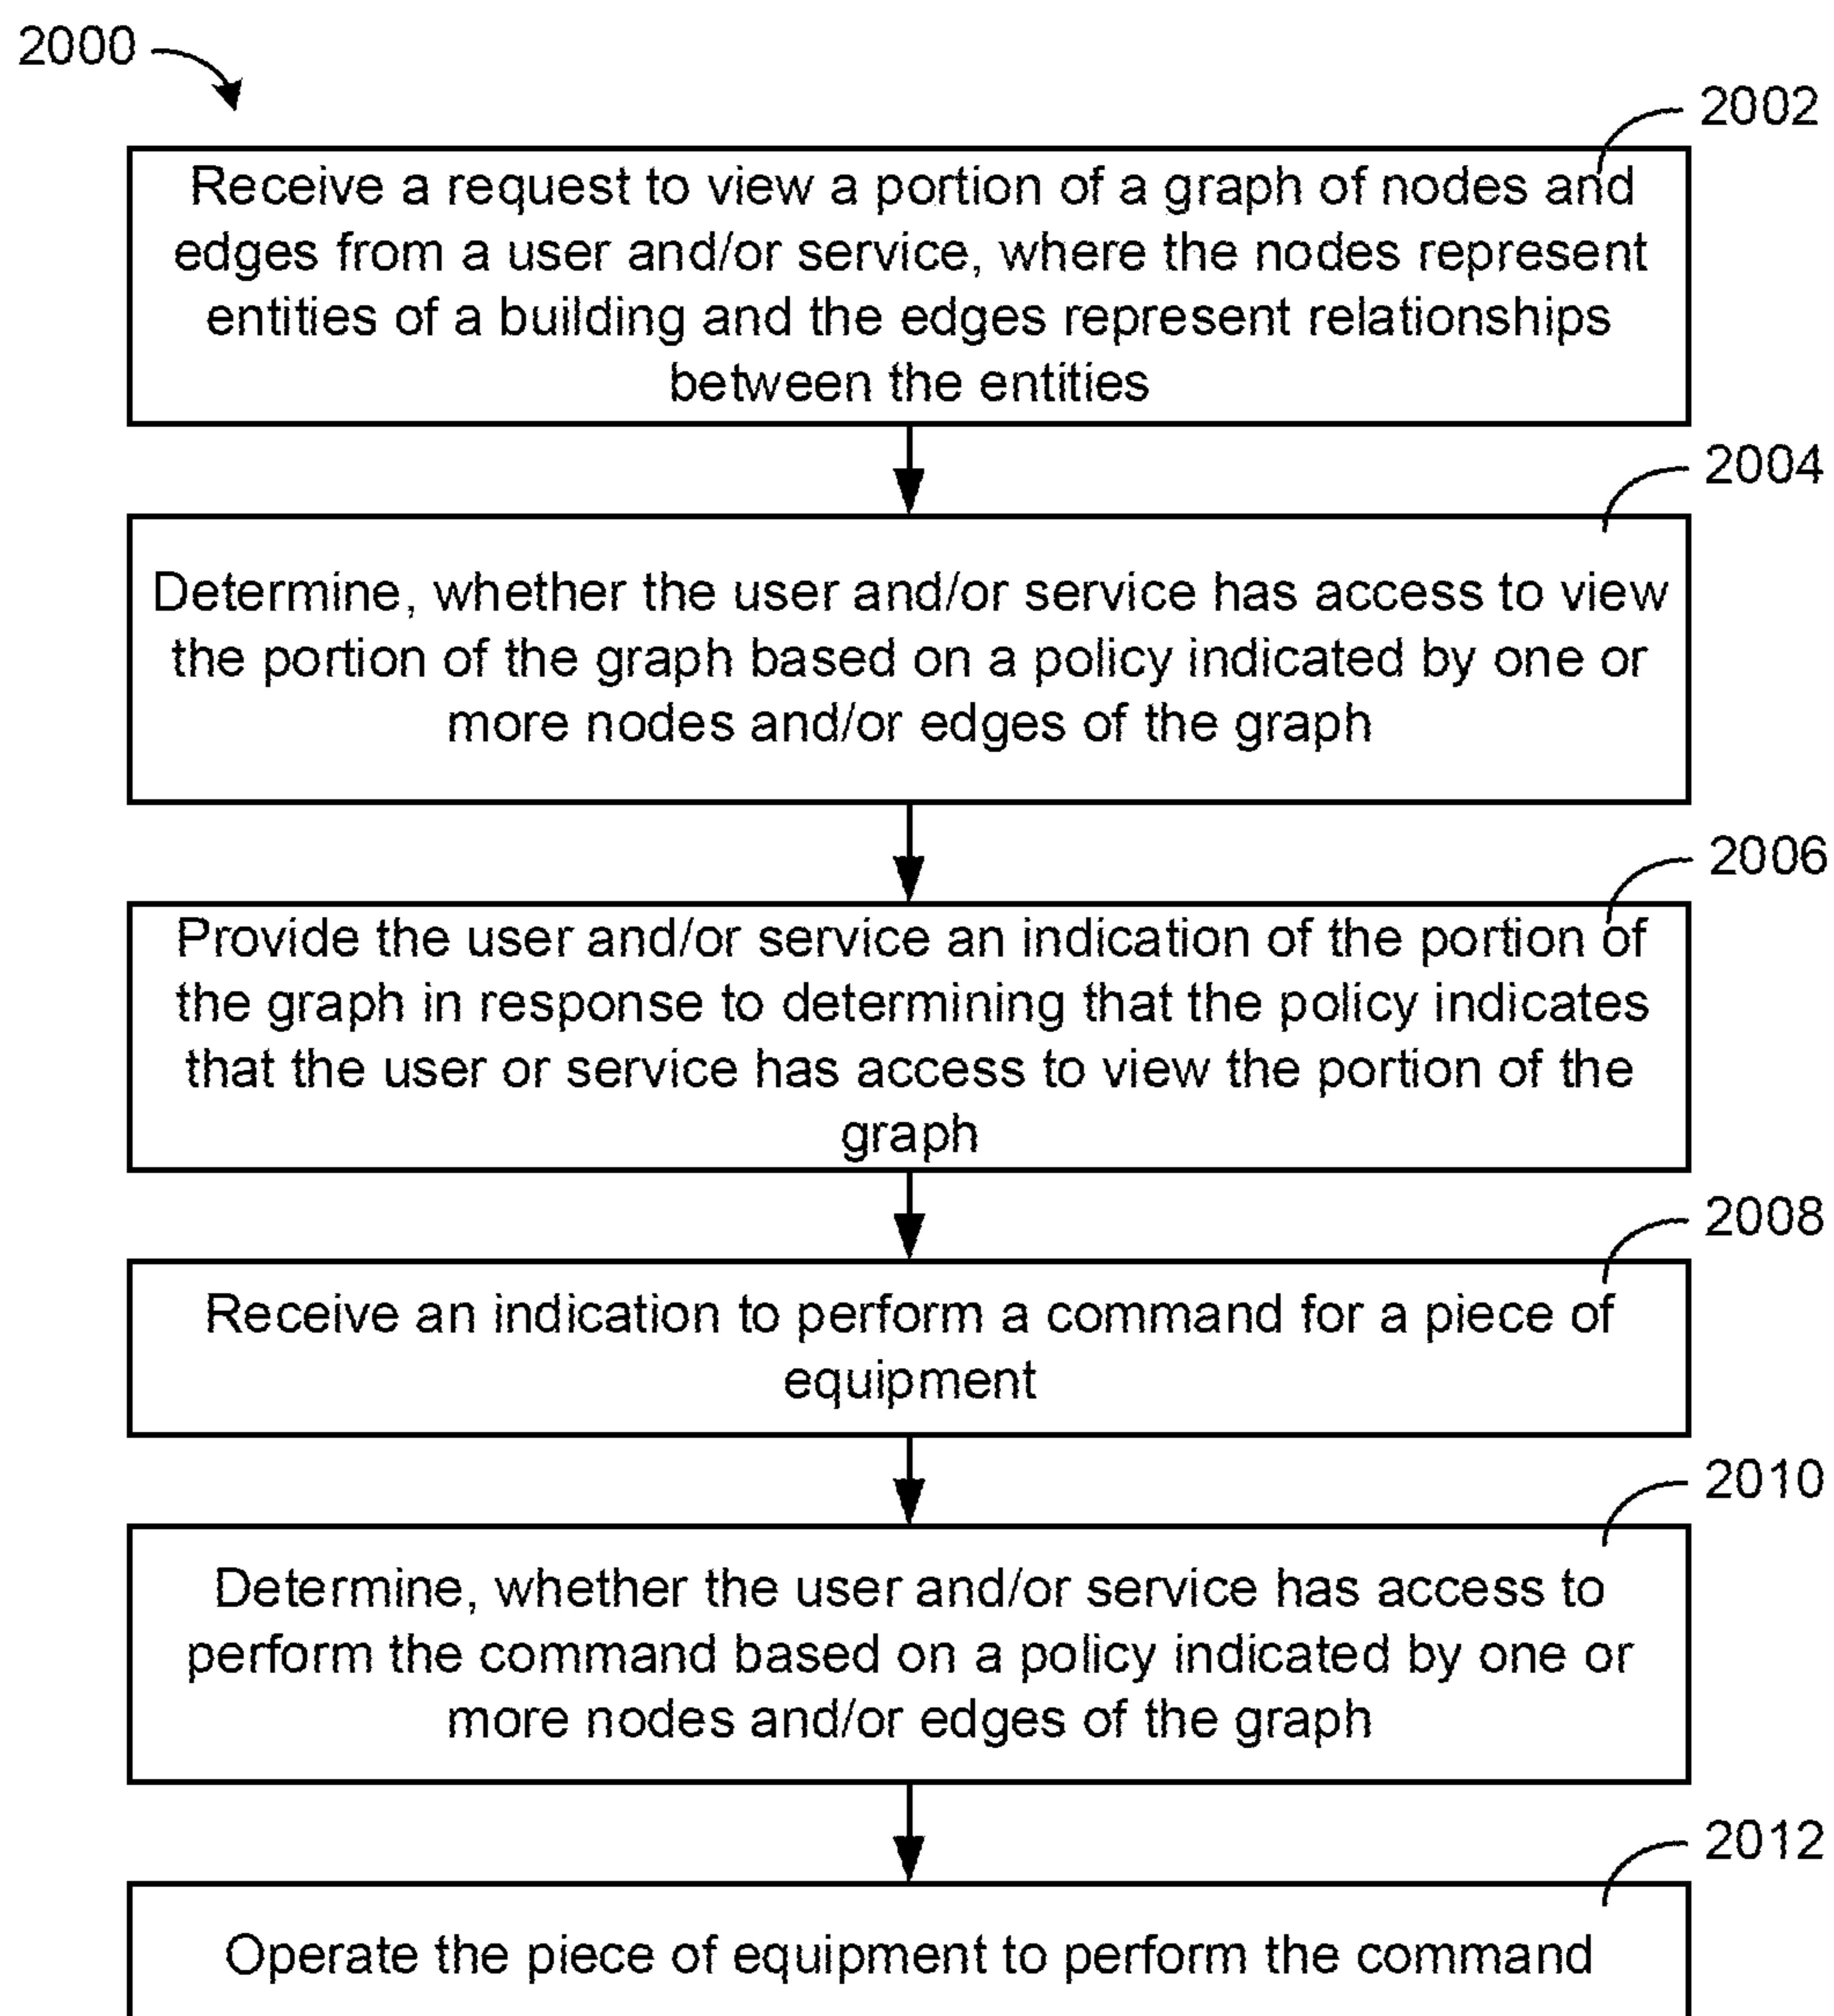 2000
2002
Receive a request to view a portion of a graph of nodes and
edges from a user and/or service, where the nodes represent
entities of a building and the edges represent relationships
between the entities
2004
Determine, whether the user and/or service has access to view
the portion of the graph based on a policy indicated by one or
more nodes and/or edges of the graph
2006
Provide the user and/or service an indication of the portion of
the graph in response to determining that the policy indicates
that the user or service has access to view the portion of the
graph
2008
Receive an indication to perform a command for a piece of
equipment
2010
Determine, whether the user and/or service has access to
perform the command based on a policy indicated by one or
more nodes and/or edges of the graph
2012
Operate the piece of equipment to perform the command